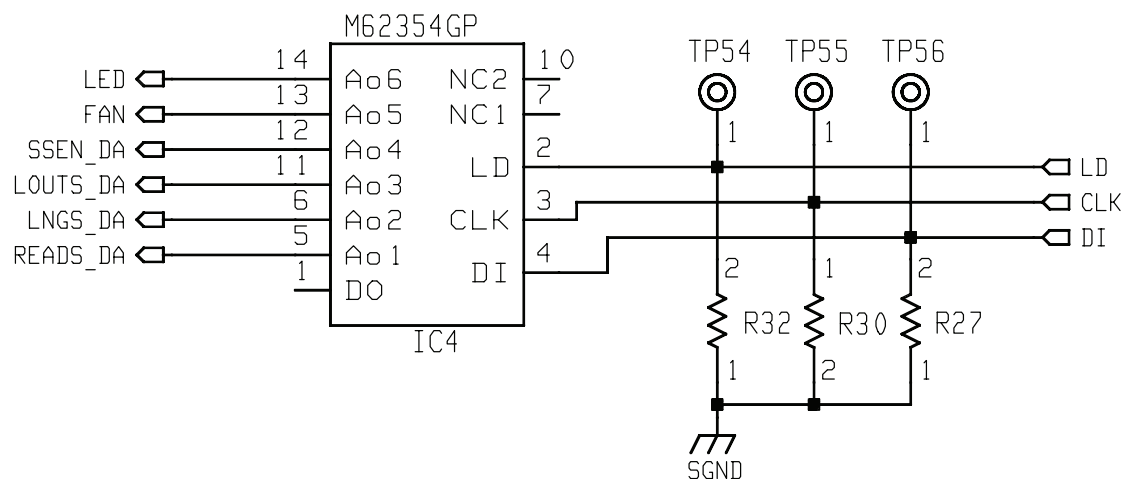 M62354GP
TP54 TP55 TP56
LED 14 Ao6 NC2 10
FAN 13 Ao5 NC1 7
1 1 1
SSEN_DA 12 Ao4
LD 2 LD
LOUTS_DA 11 Ao3
CLK 3 CLK
LNGS_DA 6 Ao2
DI 4 DI
READS_DA 5 Ao1
1 DO
2 1 2
R32 R30 R27
IC4
1 2 1
SGND